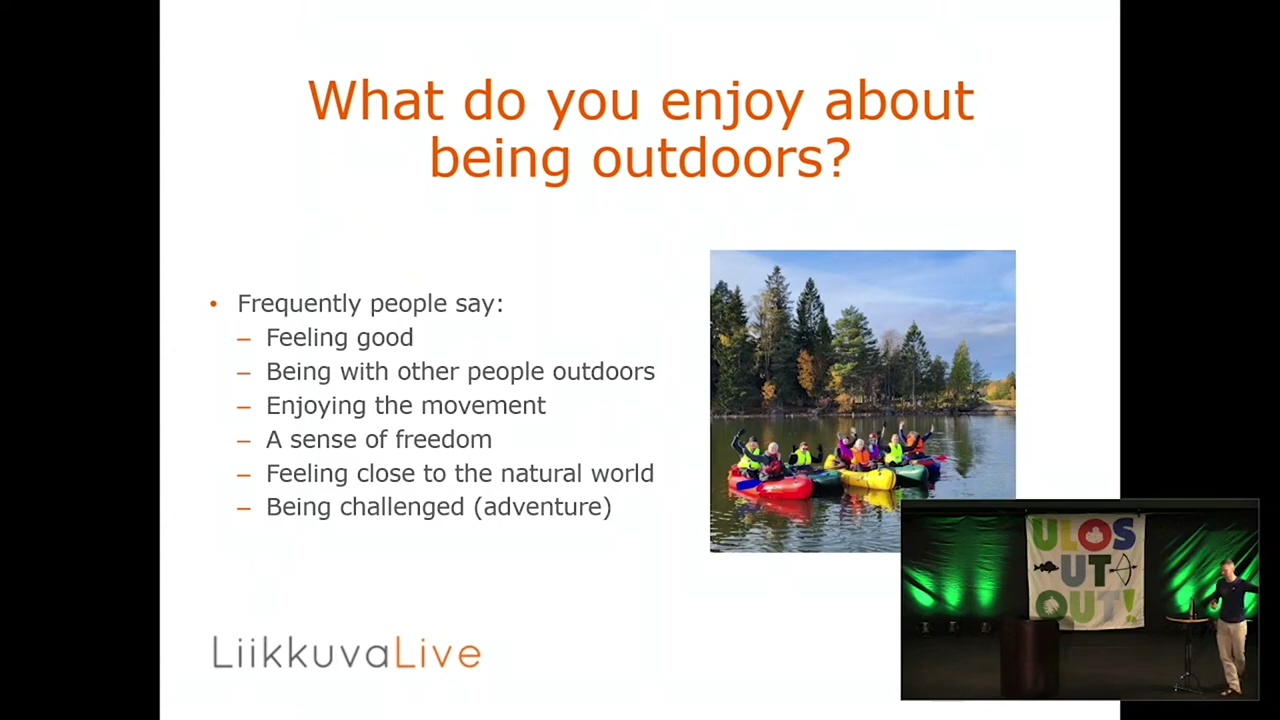 What do you enjoy about
being outdoors?
• Frequently people say:
– Feeling good
– Being with other people outdoors
– Enjoying the movement
– A sense of freedom
– Feeling close to the natural world
– Being challenged (adventure)
LiikkuvaLive
ULOS
UT
OUT!